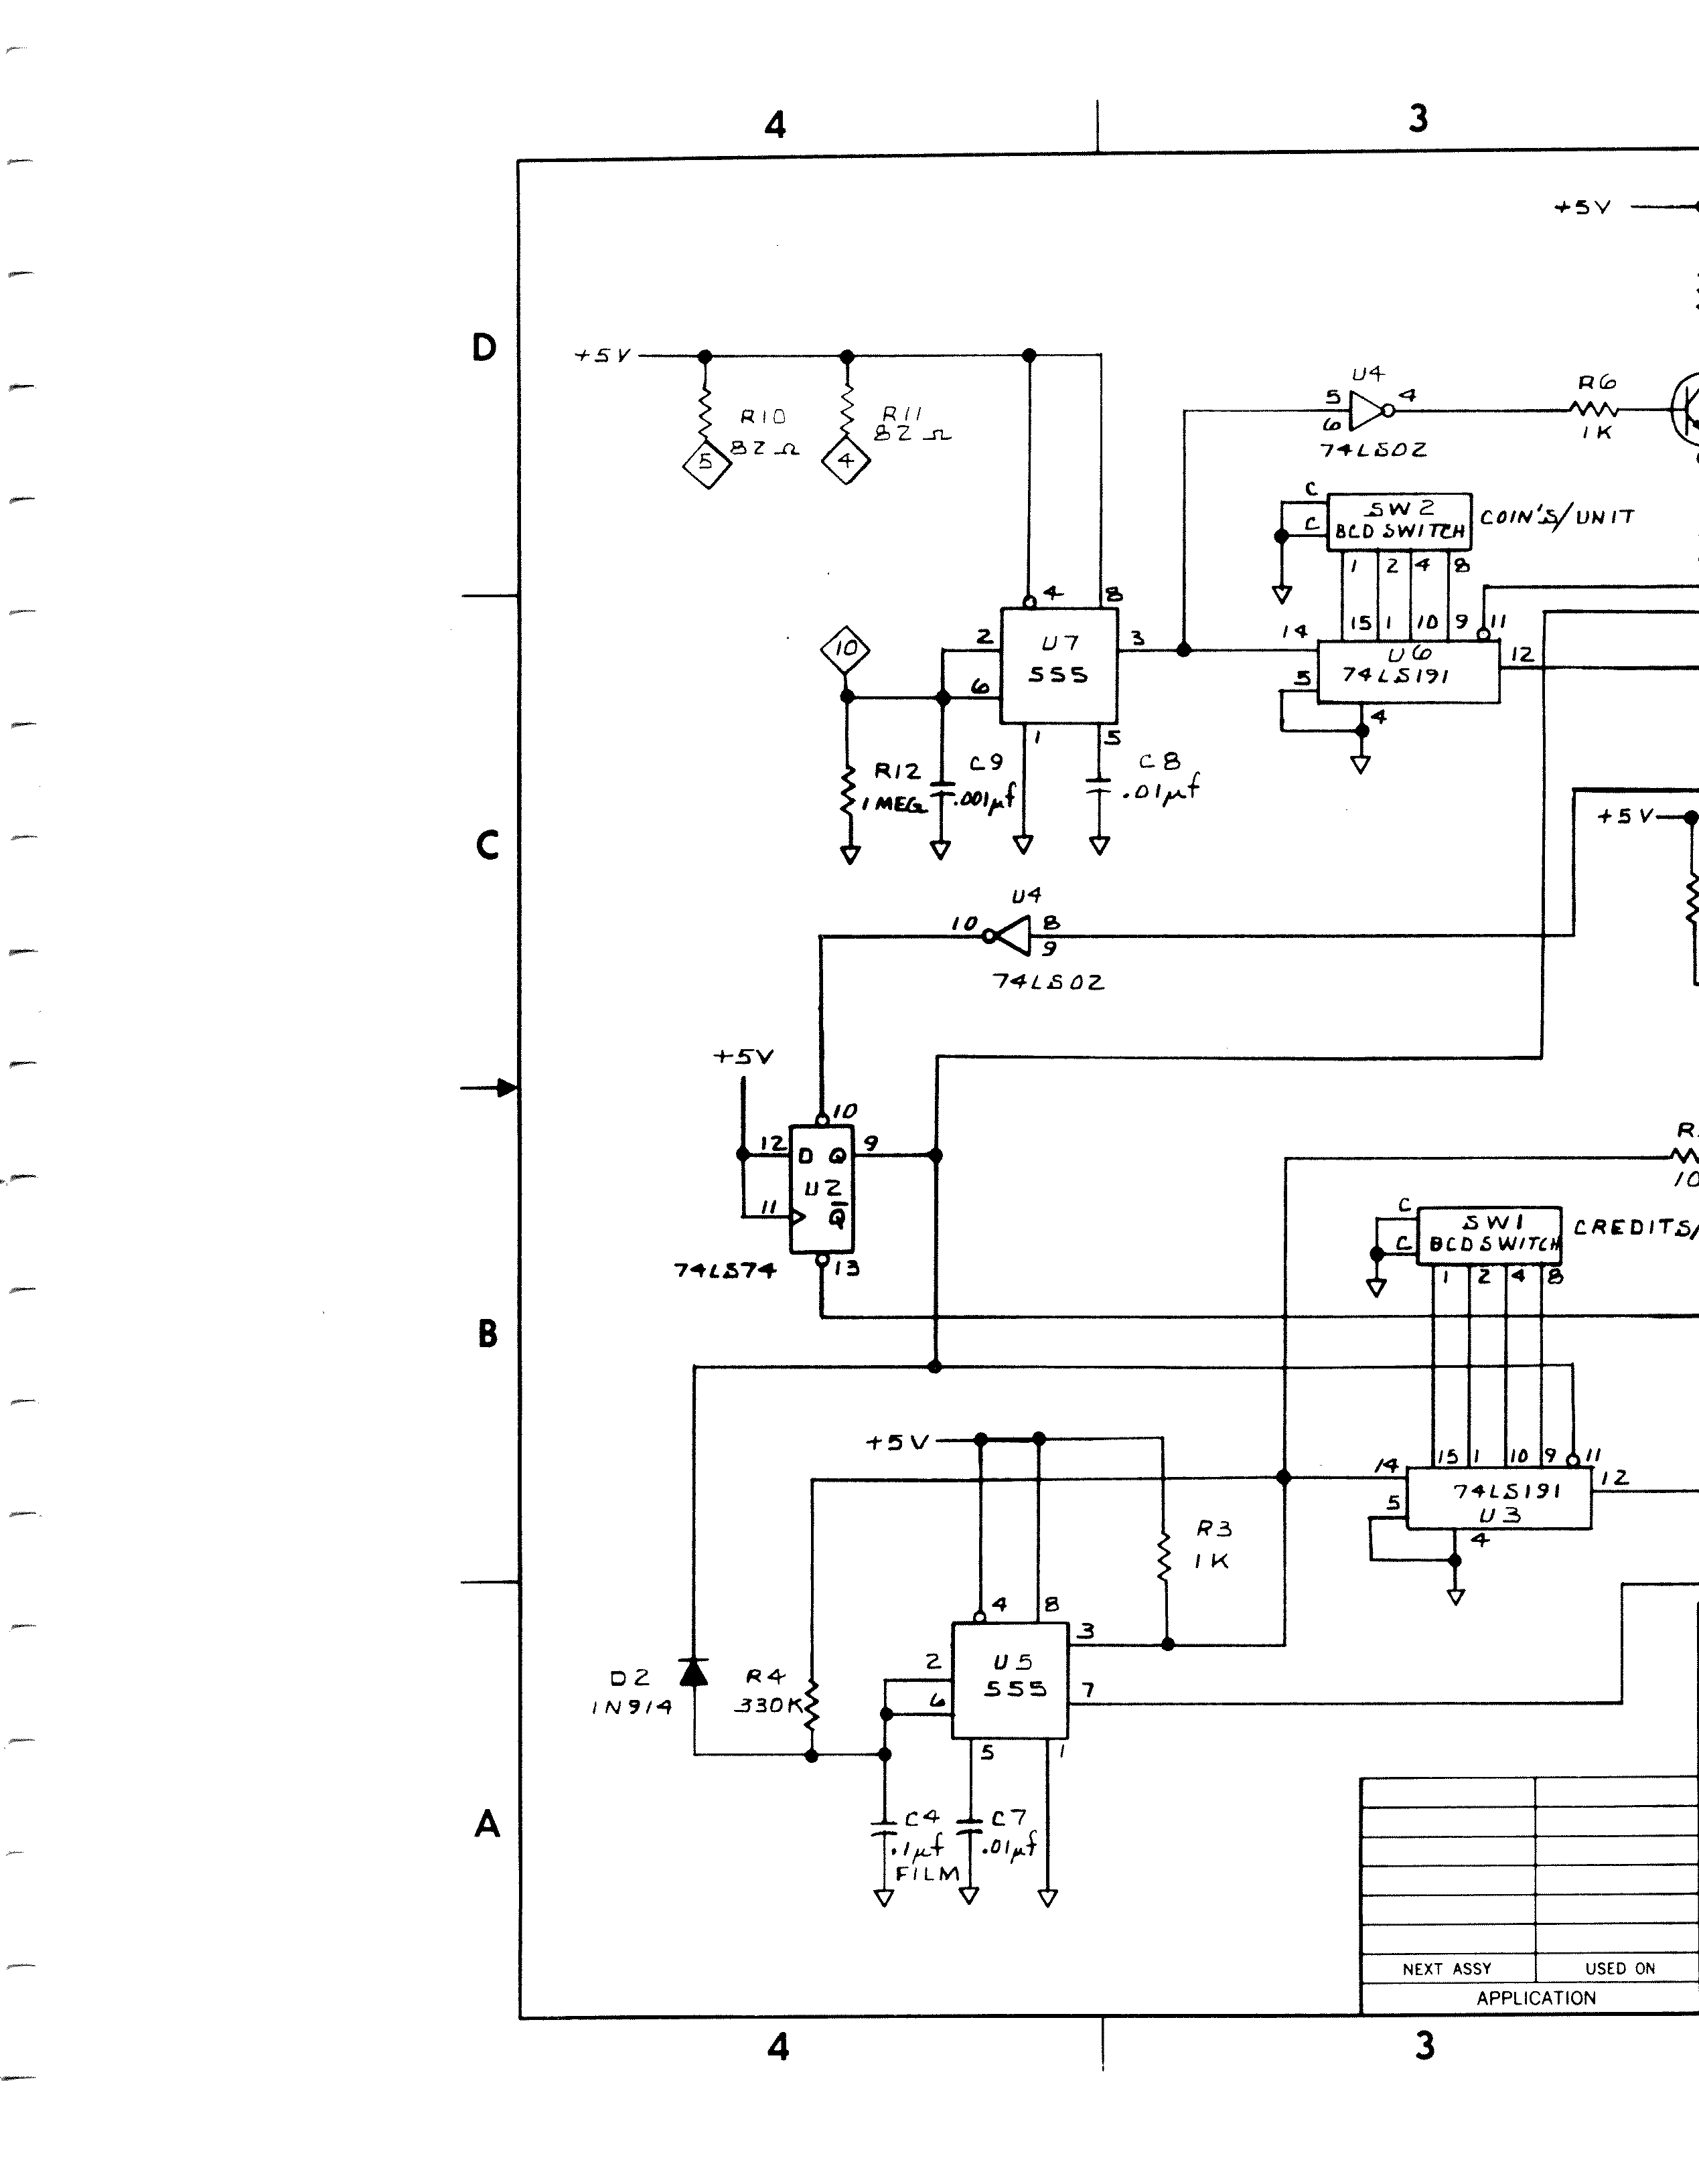 4
3
+5V
D
+5V
R10
82Ω
5
R11
82Ω
4
U4
5
6
4
74LS02
R6
1K
C
C
SW2
BCD SWITCH
COIN'S/UNIT
1 2 4 8
4 8
15 1 10 9 11
10
2
6
U7
555
3
14
U6
74LS191
12
5
4
1 5
R12
1MEG
C9
.001µf
C8
.01µf
+5V
C
U4
10
8
9
74LS02
+5V
10
12 D Q 9
U2
11 Q̅
74LS74
13
10
C
C
SW1
BCD SWITCH
CREDITS/
1 2 4 8
B
+5V
14
15 1 10 9 11
74LS191
U3
12
5
4
R3
1K
4 8
2
6
U5
555
3
7
5 1
D2
1N914
R4
330K
A
C4
.1µf
FILM
C7
.01µf
NEXT ASSY
USED ON
APPLICATION
4
3